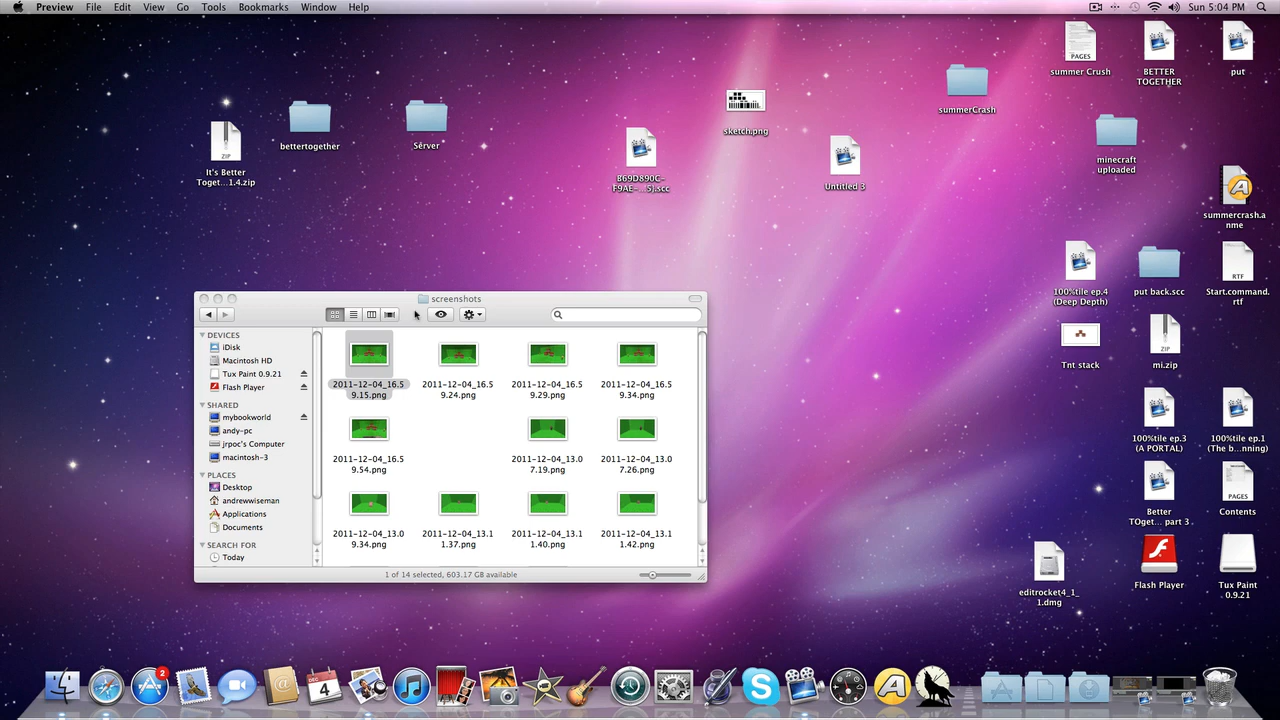 Preview File Edit View Go Tools Bookmarks Window Help
Sun 5:04 PM
summer Crush
BETTER
TOGETHER
put
summerCrash
sketch.png
bettertogether
Server
ZIP
It's Better
Toget...1.4.zip
B69D890C-
F9AE-...5).scc
Untitled 3
minecraft
uploaded
summercrash.a
nme
PAGES
100%tile ep.4
(Deep Depth)
put back.scc
RTF
Start.command.
rtf
Tnt stack
ZIP
mi.zip
100%tile ep.3
(A PORTAL)
100%tile ep.1
(The b...nning)
Better
TOget... part 3
PAGES
Contents
editrocket4_1_
1.dmg
Flash Player
Tux Paint
0.9.21
screenshots
DEVICES
iDisk
Macintosh HD
Tux Paint 0.9.21
Flash Player
SHARED
mybookworld
andy-pc
jrpoc's Computer
macintosh-3
PLACES
Desktop
andrewwiseman
Applications
Documents
SEARCH FOR
Today
2011-12-04_16.5
9.15.png
2011-12-04_16.5
9.24.png
2011-12-04_16.5
9.29.png
2011-12-04_16.5
9.34.png
2011-12-04_16.5
9.54.png
2011-12-04_13.0
7.19.png
2011-12-04_13.0
7.26.png
2011-12-04_13.0
9.34.png
2011-12-04_13.1
1.37.png
2011-12-04_13.1
1.40.png
2011-12-04_13.1
1.42.png
1 of 14 selected, 603.17 GB available
2
DEC
4